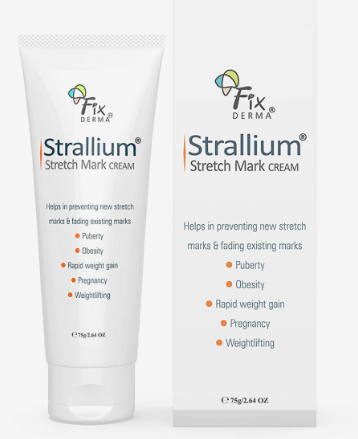 Fix
DERMA®
Strallium®
Stretch Mark CREAM
Helps in preventing new stretch
marks & fading existing marks
● Puberty
● Obesity
● Rapid weight gain
● Pregnancy
● Weightlifting
℮ 75g/2.64 OZ
Fix
DERMA®
Strallium®
Stretch Mark CREAM
Helps in preventing new stretch
marks & fading existing marks
● Puberty
● Obesity
● Rapid weight gain
● Pregnancy
● Weightlifting
℮ 75g/2.64 OZ